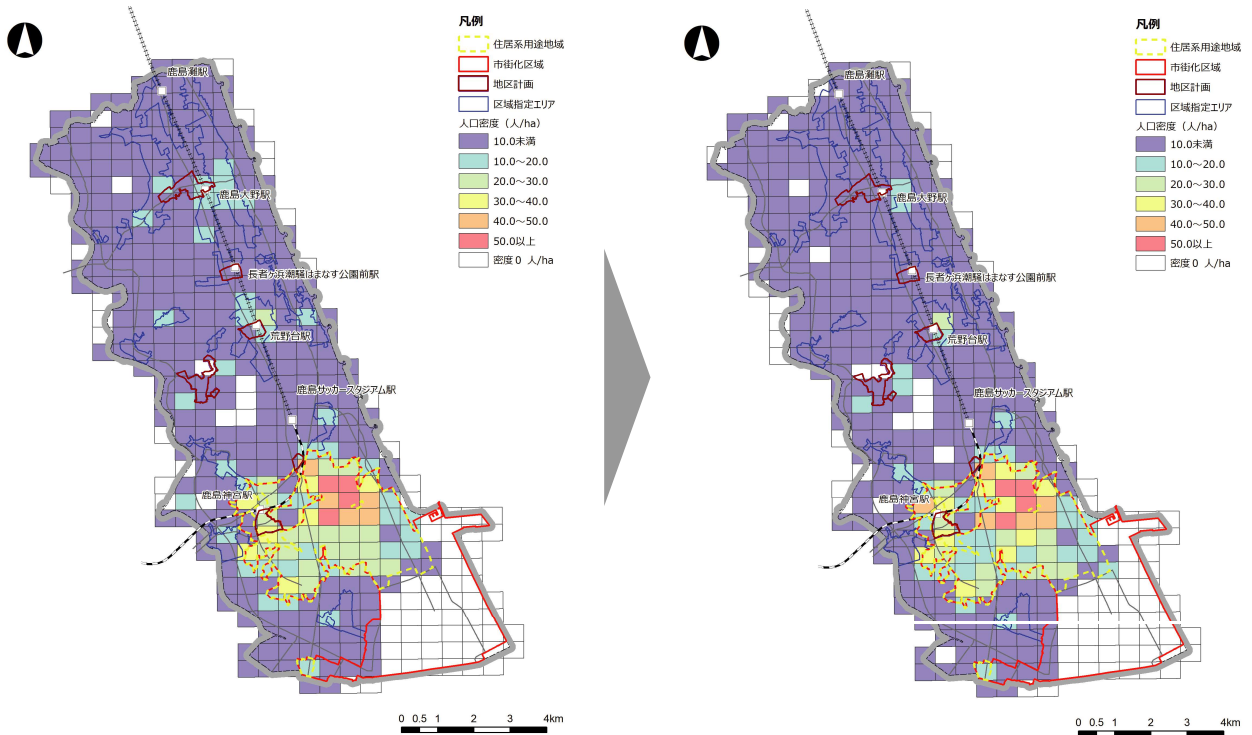 凡例
住居系用途地域
市街化区域
地区計画
区域指定エリア
人口密度（人/ha）
10.0未満
10.0～20.0
20.0～30.0
30.0～40.0
40.0～50.0
50.0以上
密度0 人/ha
鹿島灘駅
鹿島大野駅
長者ヶ浜潮騒はまなす公園前駅
荒野台駅
鹿島サッカースタジアム駅
鹿島神宮駅
0 0.5 1 2 3 4km
凡例
住居系用途地域
市街化区域
地区計画
区域指定エリア
人口密度（人/ha）
10.0未満
10.0～20.0
20.0～30.0
30.0～40.0
40.0～50.0
50.0以上
密度0 人/ha
鹿島灘駅
鹿島大野駅
長者ヶ浜潮騒はまなす公園前駅
荒野台駅
鹿島サッカースタジアム駅
鹿島神宮駅
0 0.5 1 2 3 4km